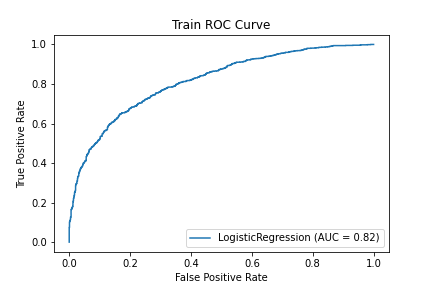 Train ROC Curve
True Positive Rate
1.0
0.8
0.6
0.4
0.2
0.0
LogisticRegression (AUC = 0.82)
0.0 0.2 0.4 0.6 0.8 1.0
False Positive Rate